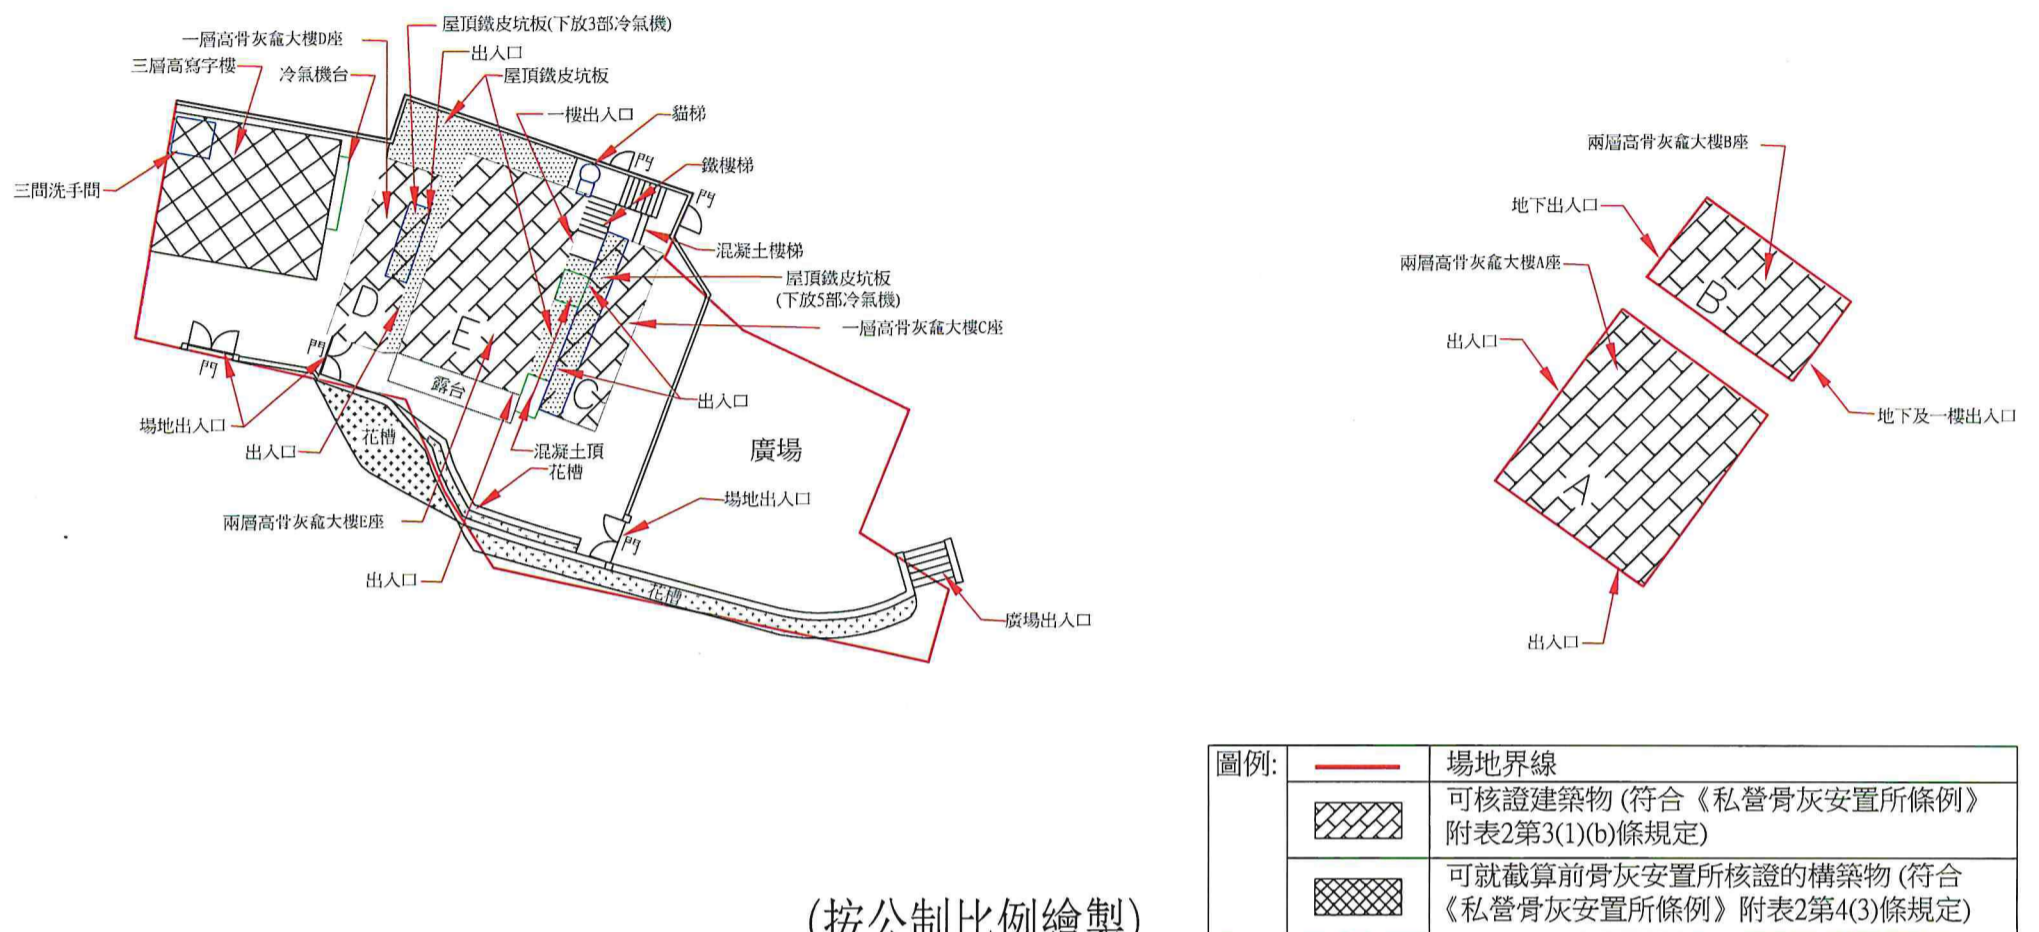 屋頂鐵皮坑板(下放3部冷氣機)
一層高骨灰龕大樓D座
出入口
三層高寫字樓
冷氣機台
屋頂鐵皮坑板
一樓出入口
貓梯
門
鐵樓梯
三間洗手間
門
混凝土樓梯
屋頂鐵皮坑板
(下放5部冷氣機)
D
E
一層高骨灰龕大樓C座
門
門
露台
C
出入口
場地出入口
花槽
出入口
混凝土頂
花槽
廣場
場地出入口
兩層高骨灰龕大樓E座
門
出入口
花槽
廣場出入口
兩層高骨灰龕大樓B座
地下出入口
兩層高骨灰龕大樓A座
B
出入口
地下及一樓出入口
A
出入口
圖例:
場地界線
可核證建築物 (符合《私營骨灰安置所條例》
附表2第3(1)(b)條規定)
可就截算前骨灰安置所核證的構築物 (符合
《私營骨灰安置所條例》附表2第4(3)條規定)
(按公制比例繪製)